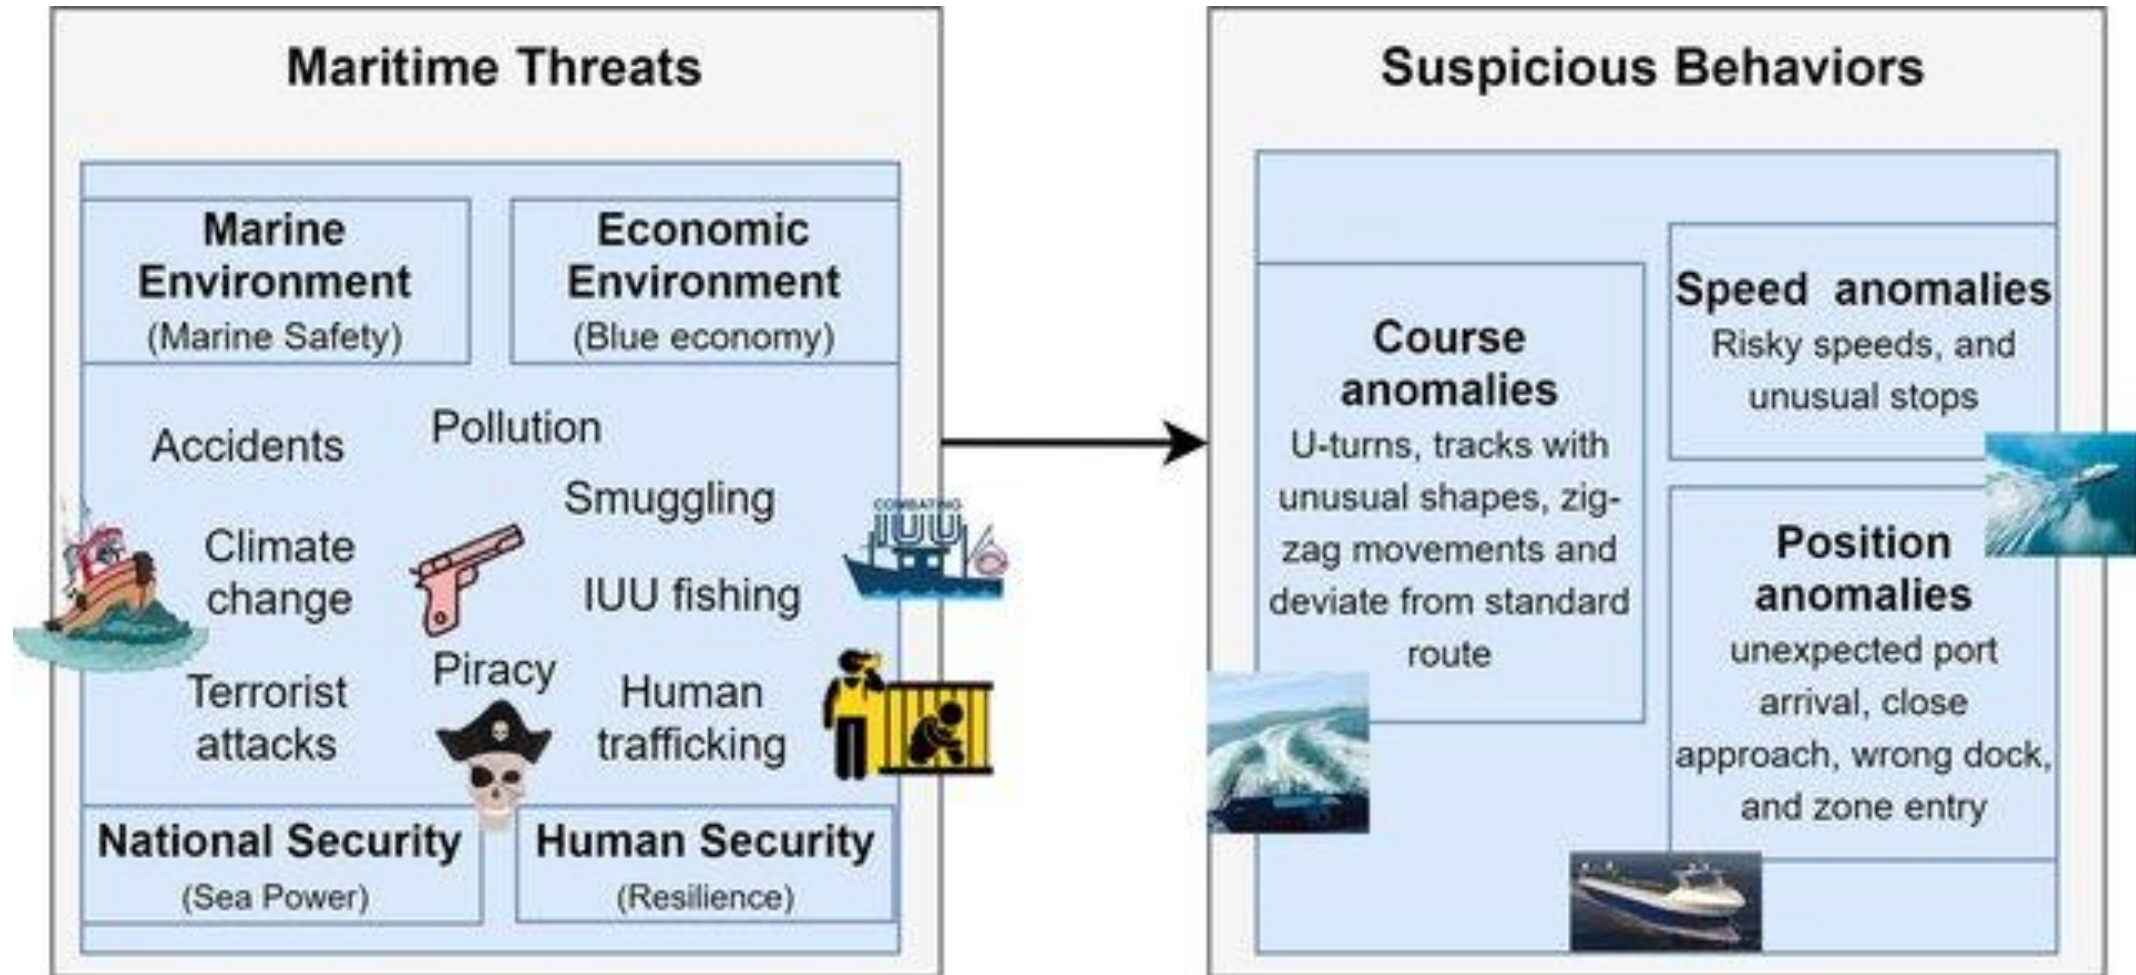 Maritime Threats
Marine
Environment
(Marine Safety)
Economic
Environment
(Blue economy)
Accidents
Pollution
Smuggling
COMBATING
IUU
Climate
change
IUU fishing
Piracy
Terrorist
attacks
Human
trafficking
National Security
(Sea Power)
Human Security
(Resilience)
Suspicious Behaviors
Course
anomalies
U-turns, tracks with
unusual shapes, zig-
zag movements and
deviate from standard
route
Speed anomalies
Risky speeds, and
unusual stops
Position
anomalies
unexpected port
arrival, close
approach, wrong dock,
and zone entry